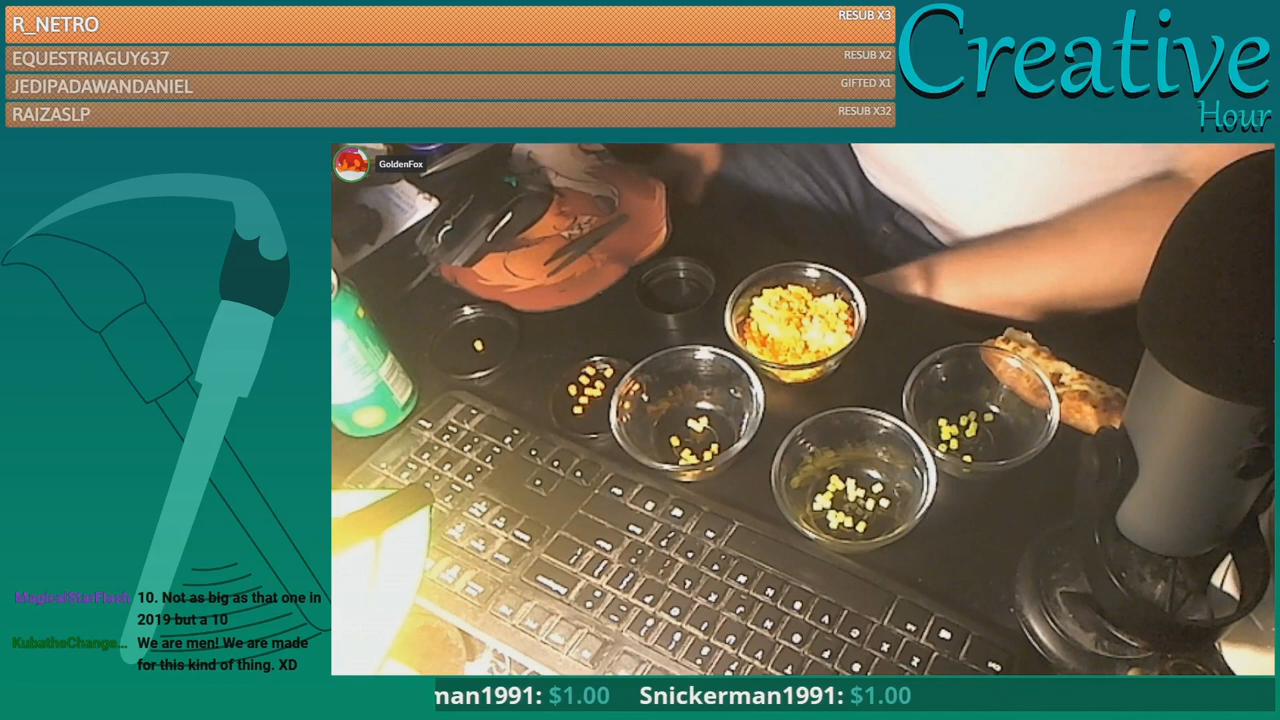 R_NETRO
RESUB X3
EQUESTRIAGUY637
RESUB X2
JEDIPADAWANDANIEL
GIFTED X1
RAIZASLP
RESUB X32
Creative
Hour
GoldenFox
MagicalStarFlash 10. Not as big as that one in
2019 but a 10
KubatheChange... We are men! We are made
for this kind of thing. XD
man1991: $1.00 Snickerman1991: $1.00